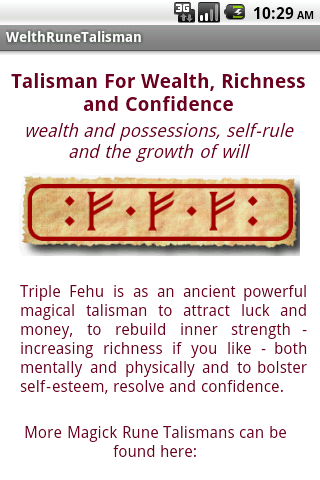 3G 10:29 AM
WelthRuneTalisman
Talisman For Wealth, Richness
and Confidence
wealth and possessions, self-rule
and the growth of will
: ᚠ · ᚠ · ᚠ :
Triple Fehu is as an ancient powerful
magical talisman to attract luck and
money, to rebuild inner strength -
increasing richness if you like - both
mentally and physically and to bolster
self-esteem, resolve and confidence.
More Magick Rune Talismans can be
found here: